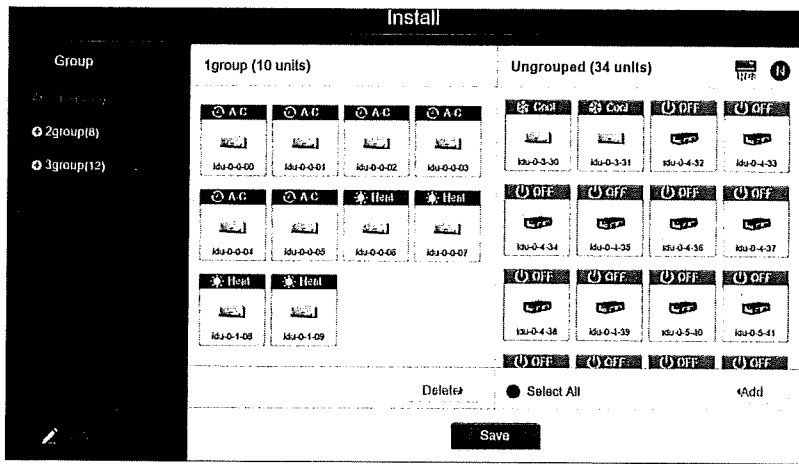 Install
Group
1group (10 units)
Ungrouped (34 units)
N
2group(8)
3group(12)
A-C A-C A-C A-C
idu-0-0-00 idu-0-0-01 idu-0-0-02 idu-0-0-03
A-C A-C Heat Heat
idu-0-0-04 idu-0-0-05 idu-0-0-06 idu-0-0-07
Heat Heat
idu-0-1-08 idu-0-1-09
Cool Cool OFF OFF
idu-0-3-30 idu-0-3-31 idu-0-4-32 idu-0-4-33
OFF OFF OFF OFF
idu-0-4-34 idu-0-4-35 idu-0-4-36 idu-0-4-37
OFF OFF OFF OFF
idu-0-4-38 idu-0-4-39 idu-0-5-40 idu-0-5-41
OFF OFF OFF OFF
Delete
Select All
Add
Save